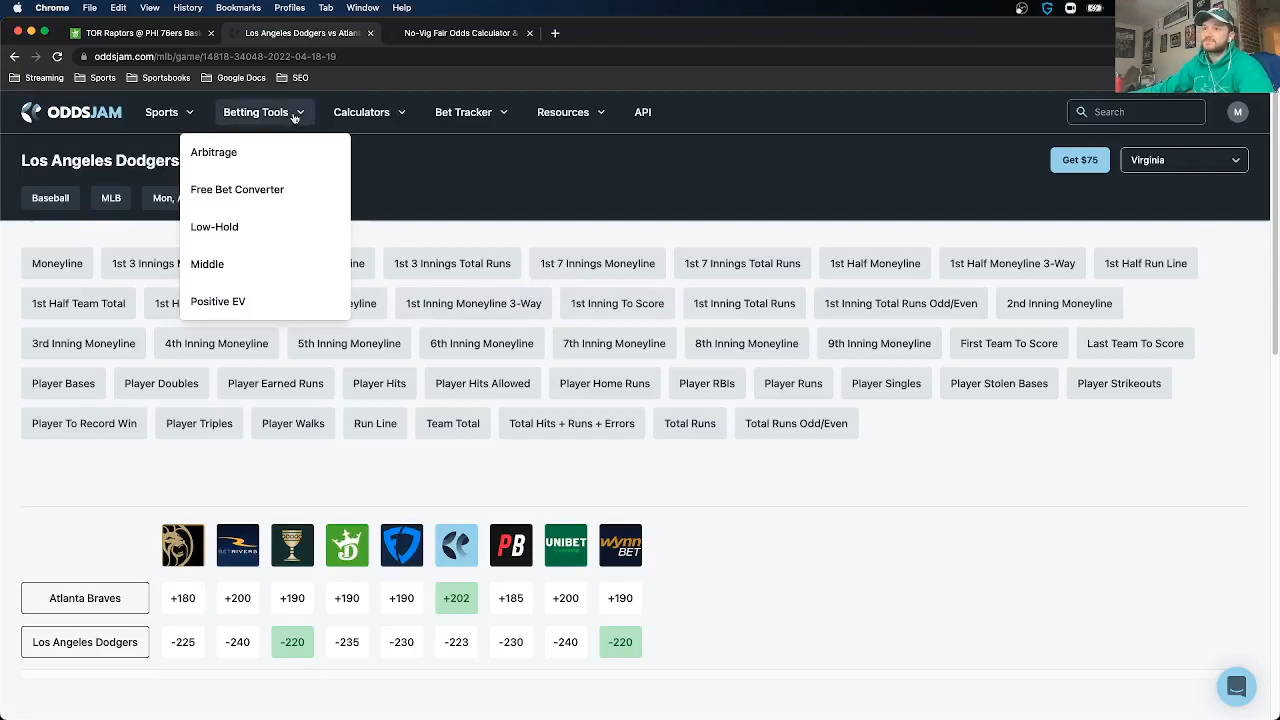 Chrome File Edit View History Bookmarks Profiles Tab Window Help
TOR Raptors @ PHI 76ers Bas × Los Angeles Dodgers vs Atlant × No-Vig Fair Odds Calculator & × +
oddsjam.com/mlb/game/14818-34048-2022-04-18-19
Streaming Sports Sportsbooks Google Docs SEO
ODDSJAM Sports Betting Tools Calculators Bet Tracker Resources API Search M
Los Angeles Dodgers Get $75 Virginia
Baseball MLB Mon,
Arbitrage
Free Bet Converter
Low-Hold
Middle
Positive EV
Moneyline 1st 3 Innings ine 1st 3 Innings Total Runs 1st 7 Innings Moneyline 1st 7 Innings Total Runs 1st Half Moneyline 1st Half Moneyline 3-Way 1st Half Run Line
1st Half Team Total 1st H eyline 1st Inning Moneyline 3-Way 1st Inning To Score 1st Inning Total Runs 1st Inning Total Runs Odd/Even 2nd Inning Moneyline
3rd Inning Moneyline 4th Inning Moneyline 5th Inning Moneyline 6th Inning Moneyline 7th Inning Moneyline 8th Inning Moneyline 9th Inning Moneyline First Team To Score Last Team To Score
Player Bases Player Doubles Player Earned Runs Player Hits Player Hits Allowed Player Home Runs Player RBIs Player Runs Player Singles Player Stolen Bases Player Strikeouts
Player To Record Win Player Triples Player Walks Run Line Team Total Total Hits + Runs + Errors Total Runs Total Runs Odd/Even
BETRIVERS PB UNIBET WYNN BET
Atlanta Braves +180 +200 +190 +190 +190 +202 +185 +200 +190
Los Angeles Dodgers -225 -240 -220 -235 -230 -223 -230 -240 -220